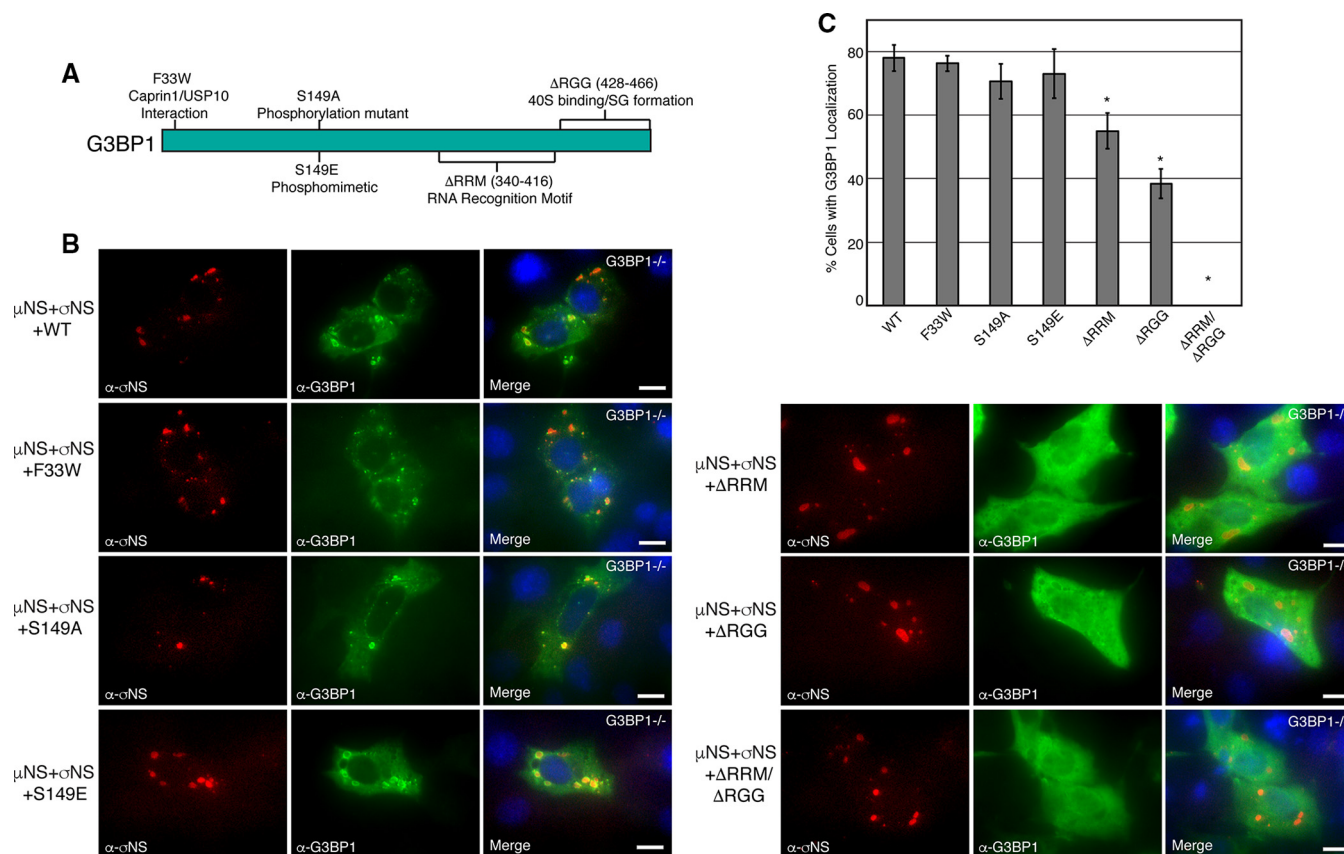 A
F33W
Caprin1/USP10
Interaction
S149A
Phosphorylation mutant
ΔRGG (428-466)
40S binding/SG formation
G3BP1
S149E
Phosphomimetic
ΔRRM (340-416)
RNA Recognition Motif
B
μNS+σNS
+WT
α-σNS
α-G3BP1
Merge
G3BP1-/-
μNS+σNS
+F33W
α-σNS
α-G3BP1
Merge
G3BP1-/-
μNS+σNS
+S149A
α-σNS
α-G3BP1
Merge
G3BP1-/-
μNS+σNS
+S149E
α-σNS
α-G3BP1
Merge
G3BP1-/-
C
% Cells with G3BP1 Localization
80
60
40
20
0
*
*
*
WT
F33W
S149A
S149E
ΔRRM
ΔRGG
ΔRRM/
ΔRGG
μNS+σNS
+ΔRRM
α-σNS
α-G3BP1
Merge
G3BP1-/-
μNS+σNS
+ΔRGG
α-σNS
α-G3BP1
Merge
G3BP1-/-
μNS+σNS
+ΔRRM/
ΔRGG
α-σNS
α-G3BP1
Merge
G3BP1-/-